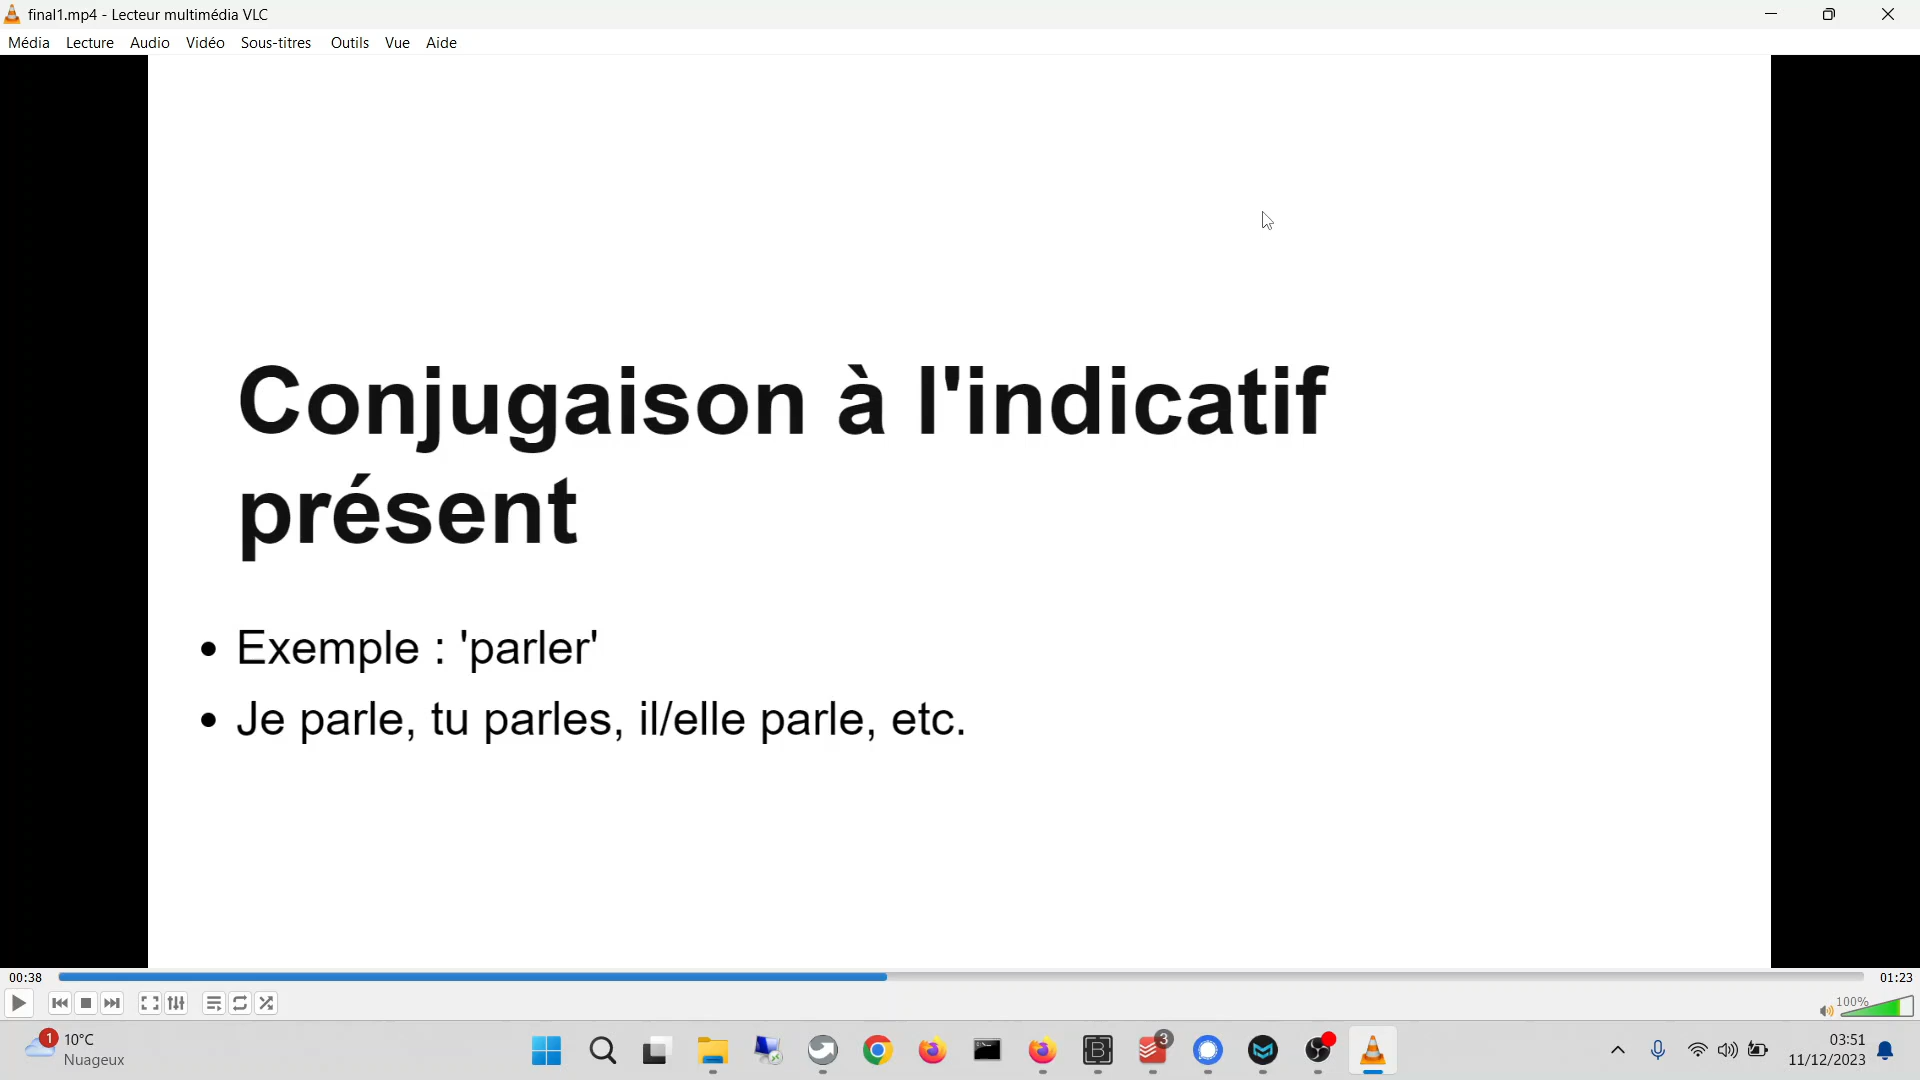 final1.mp4 - Lecteur multimédia VLC
Média Lecture Audio Vidéo Sous-titres Outils Vue Aide
Conjugaison à l'indicatif
présent
• Exemple : 'parler'
• Je parle, tu parles, il/elle parle, etc.
00:38 01:23
100%
1 10°C
Nuageux
3
03:51
11/12/2023